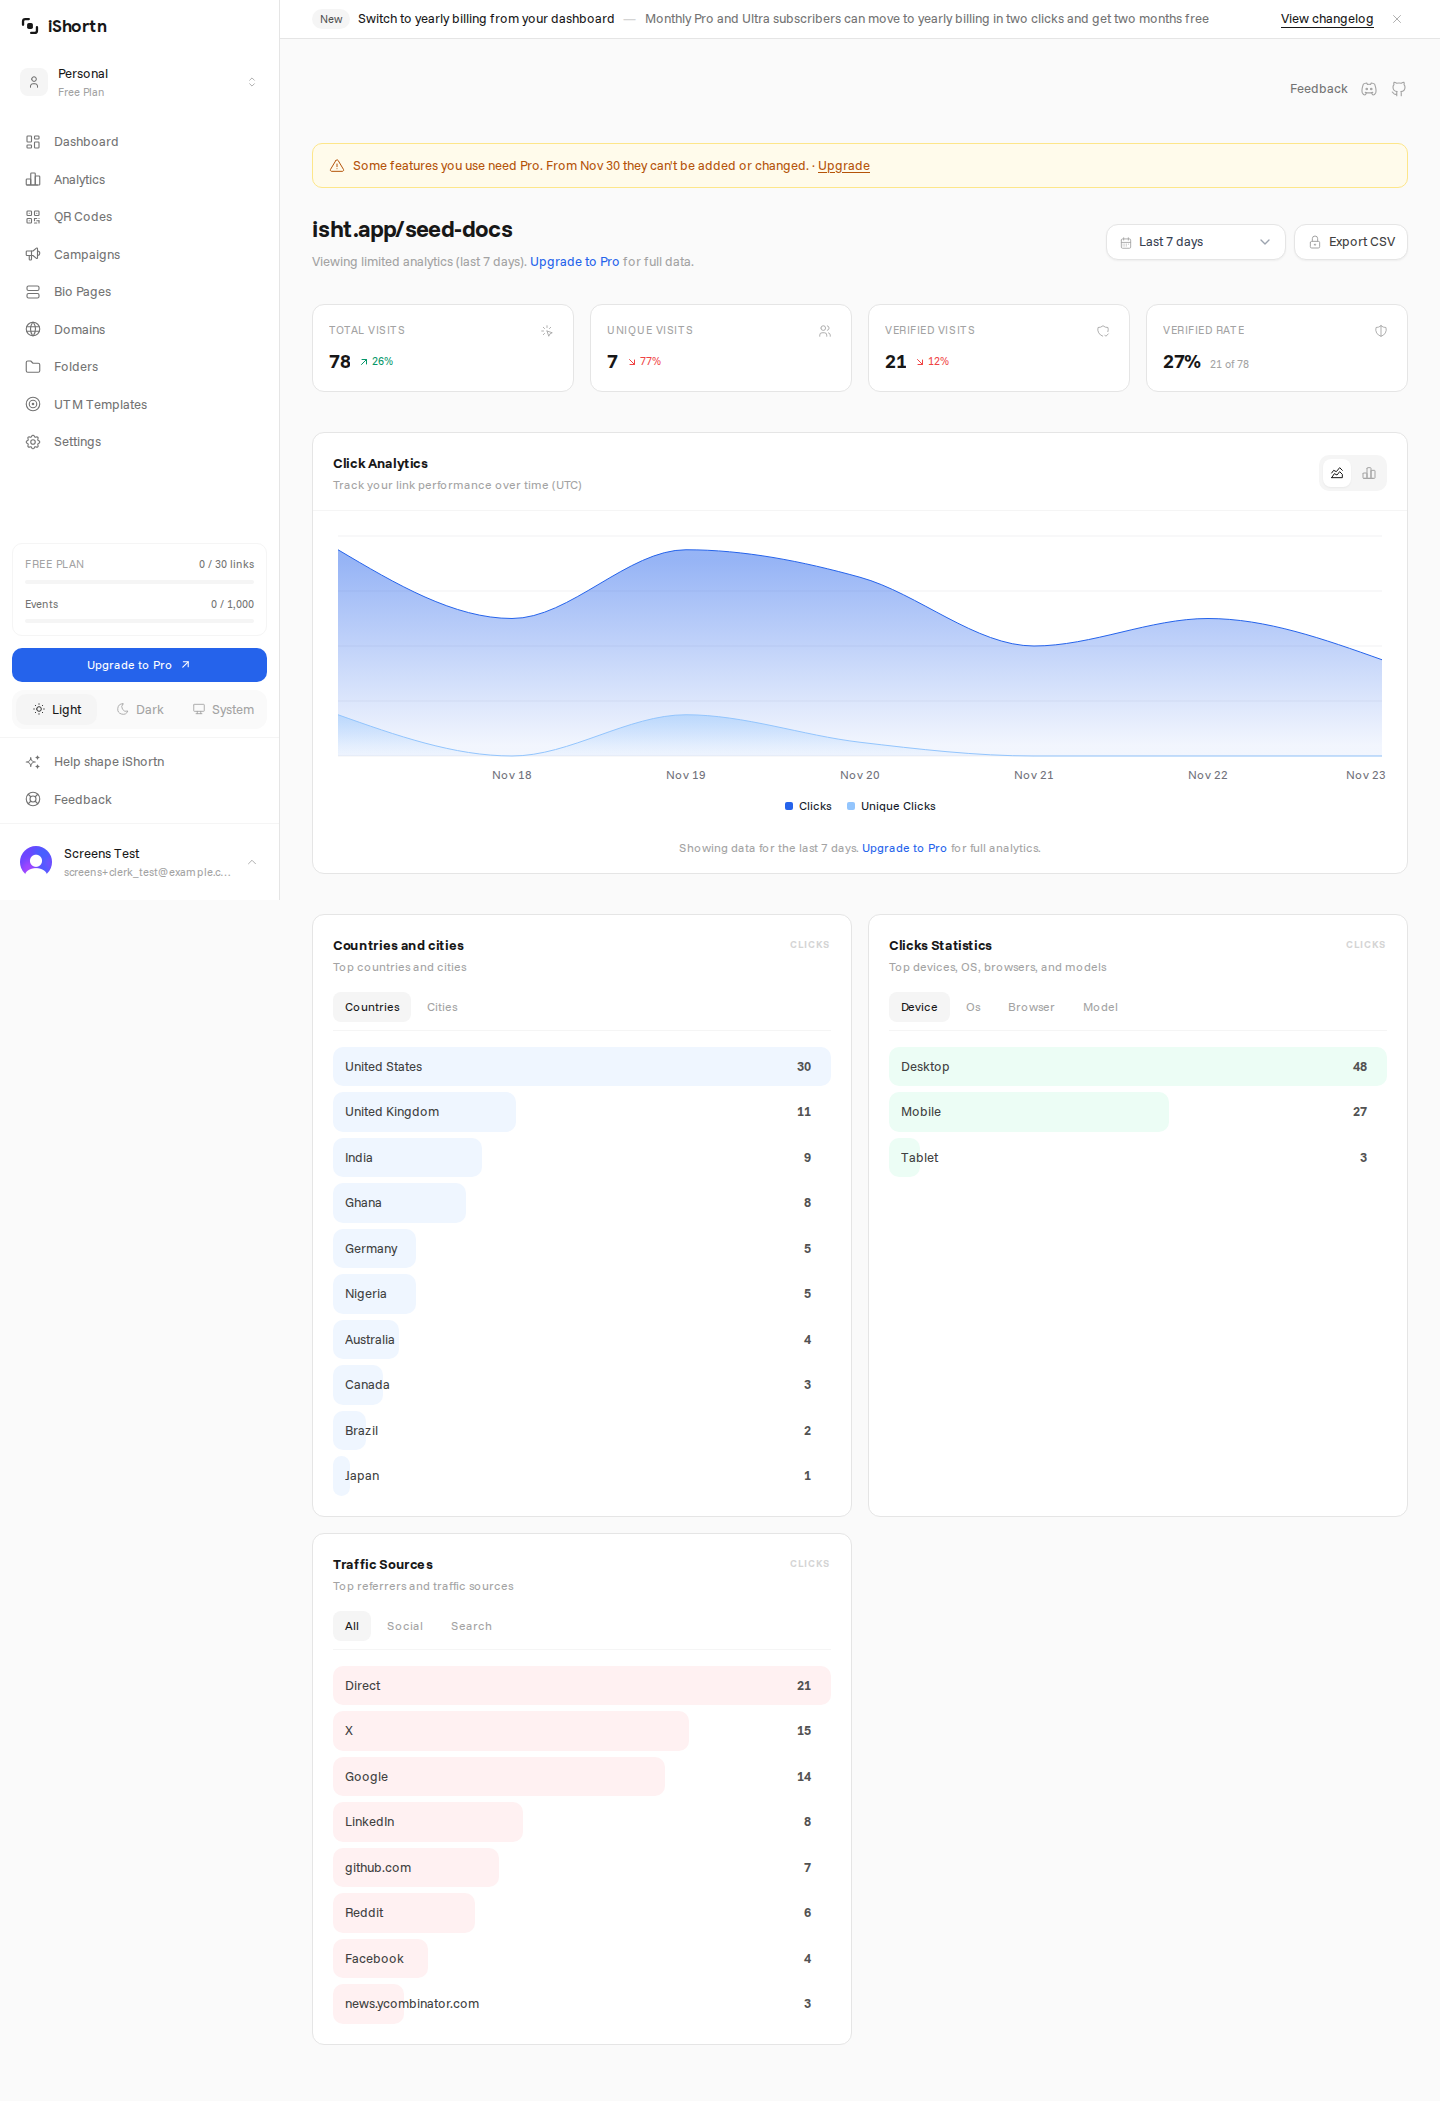 iShortn
New Switch to yearly billing from your dashboard — Monthly Pro and Ultra subscribers can move to yearly billing in two clicks and get two months free View changelog
Personal
Free Plan
Feedback
Dashboard
Analytics
QR Codes
Campaigns
Bio Pages
Domains
Folders
UTM Templates
Settings
FREE PLAN 0 / 30 links
Events 0 / 1,000
Upgrade to Pro
Light Dark System
Help shape iShortn
Feedback
Screens Test
screens+clerk_test@example.c...
Some features you use need Pro. From Nov 30 they can't be added or changed. · Upgrade
isht.app/seed-docs
Viewing limited analytics (last 7 days). Upgrade to Pro for full data.
Last 7 days
Export CSV
TOTAL VISITS
78 26%
UNIQUE VISITS
7 77%
VERIFIED VISITS
21 12%
VERIFIED RATE
27% 21 of 78
Click Analytics
Track your link performance over time (UTC)
Nov 18 Nov 19 Nov 20 Nov 21 Nov 22 Nov 23
Clicks Unique Clicks
Showing data for the last 7 days. Upgrade to Pro for full analytics.
Countries and cities CLICKS
Top countries and cities
Countries Cities
United States 30
United Kingdom 11
India 9
Ghana 8
Germany 5
Nigeria 5
Australia 4
Canada 3
Brazil 2
Japan 1
Clicks Statistics CLICKS
Top devices, OS, browsers, and models
Device Os Browser Model
Desktop 48
Mobile 27
Tablet 3
Traffic Sources CLICKS
Top referrers and traffic sources
All Social Search
Direct 21
X 15
Google 14
LinkedIn 8
github.com 7
Reddit 6
Facebook 4
news.ycombinator.com 3